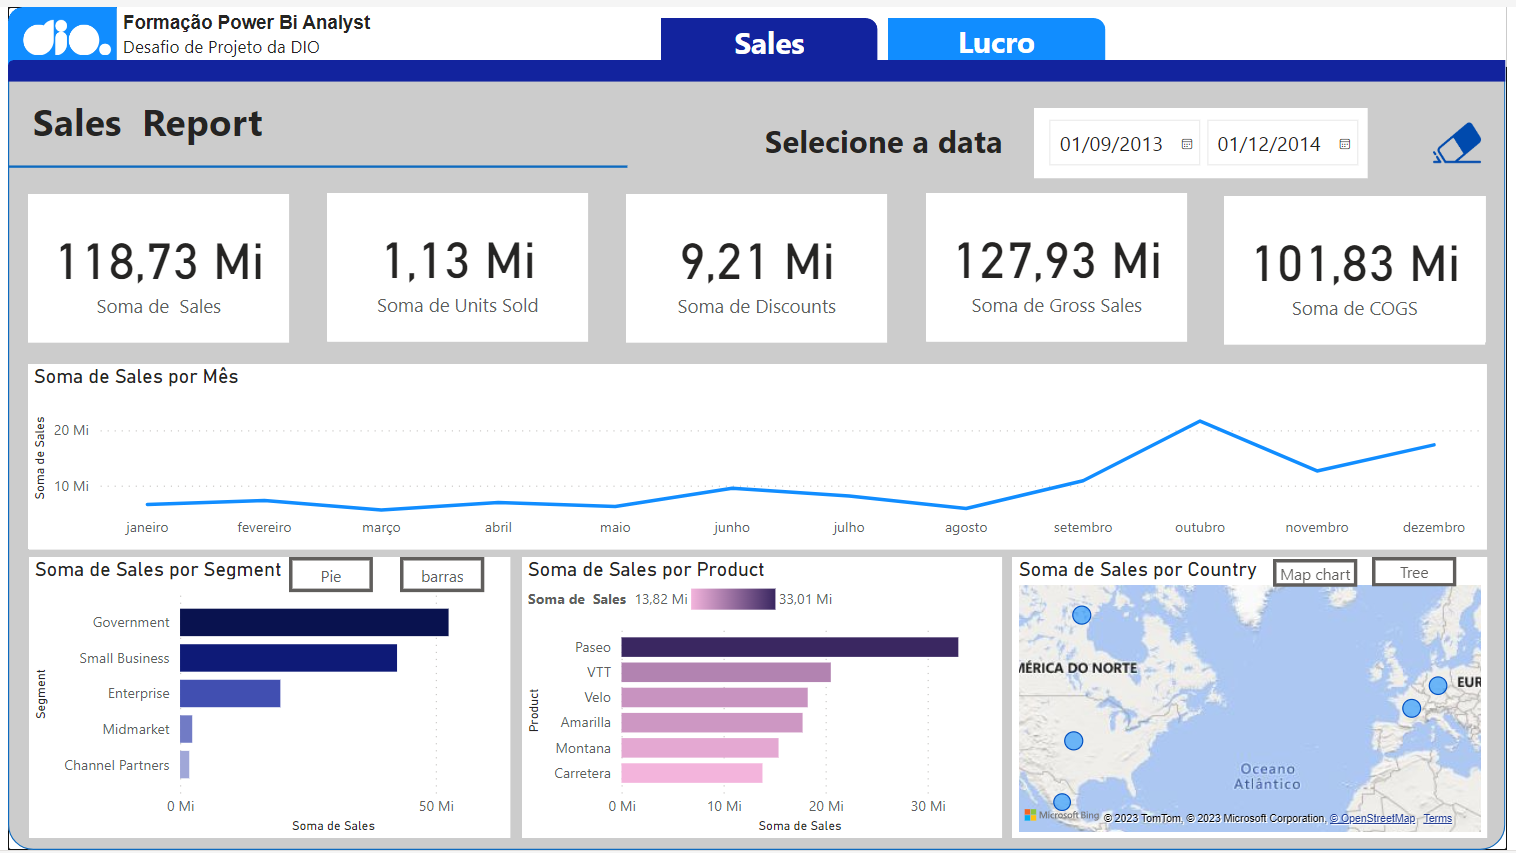 dio.
Formação Power Bi Analyst
Desafio de Projeto da DIO
Sales
Lucro
Sales Report
Selecione a data
01/09/2013
01/12/2014
118,73 Mi
Soma de Sales
1,13 Mi
Soma de Units Sold
9,21 Mi
Soma de Discounts
127,93 Mi
Soma de Gross Sales
101,83 Mi
Soma de COGS
Soma de Sales por Mês
Soma de Sales
20 Mi
10 Mi
janeiro fevereiro março abril maio junho julho agosto setembro outubro novembro dezembro
Soma de Sales por Segment
Pie
barras
Segment
Government
Small Business
Enterprise
Midmarket
Channel Partners
0 Mi 50 Mi
Soma de Sales
Soma de Sales por Product
Soma de Sales 13,82 Mi 33,01 Mi
Product
Paseo
VTT
Velo
Amarilla
Montana
Carretera
0 Mi 10 Mi 20 Mi 30 Mi
Soma de Sales
Soma de Sales por Country
Map chart
Tree
MÉRICA DO NORTE
EUR
Oceano
Atlântico
Microsoft Bing
© 2023 TomTom, © 2023 Microsoft Corporation, © OpenStreetMap Terms